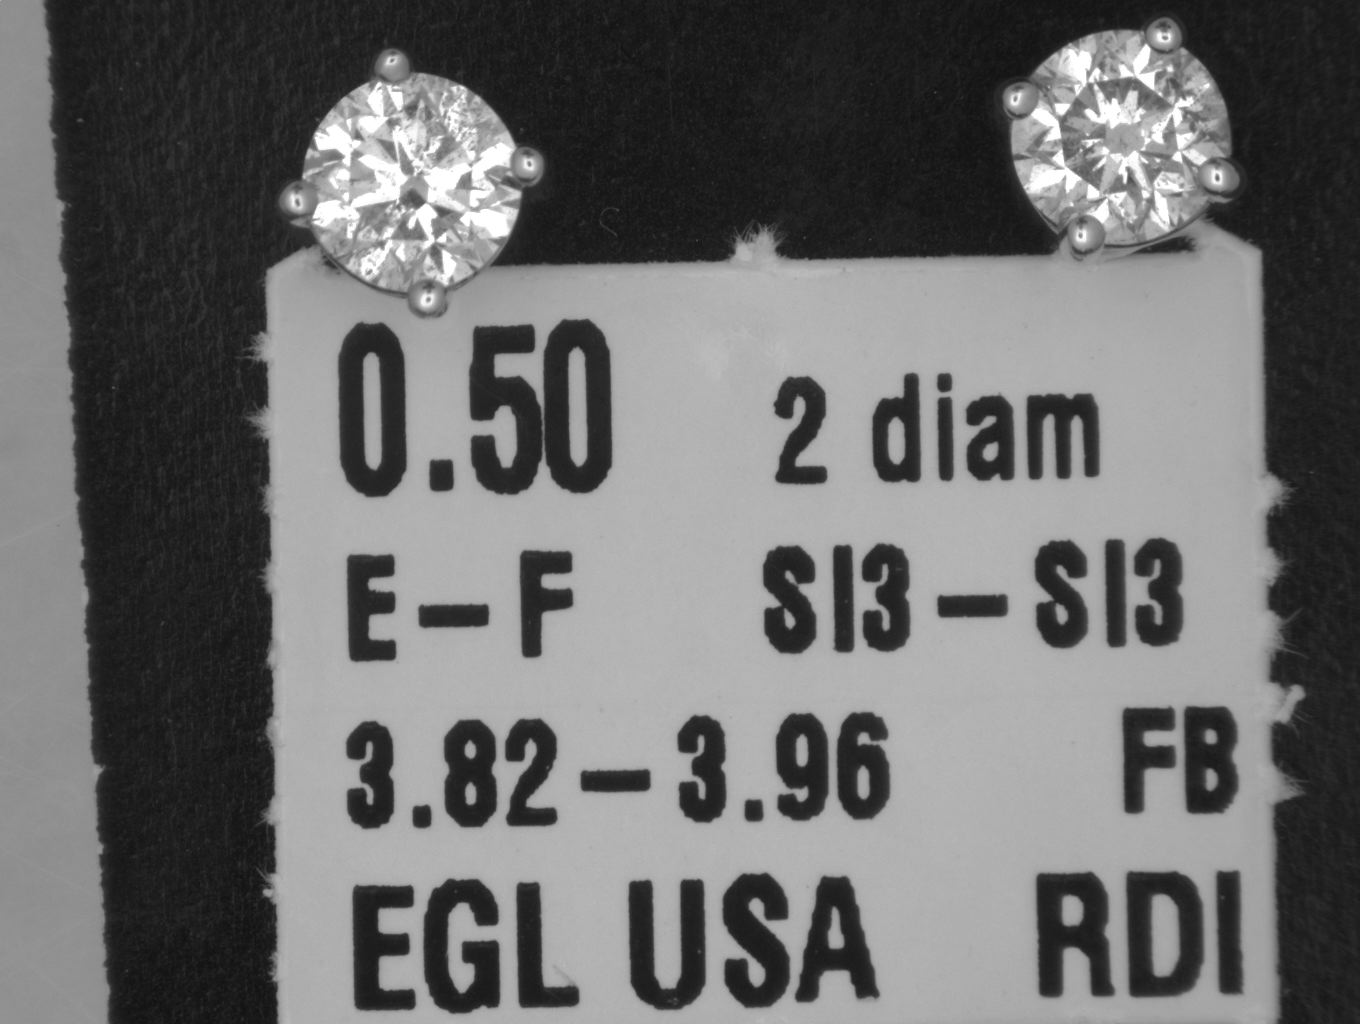 0.50 2 diam
E-F SI3-SI3
3.82-3.96 FB
EGL USA RDI